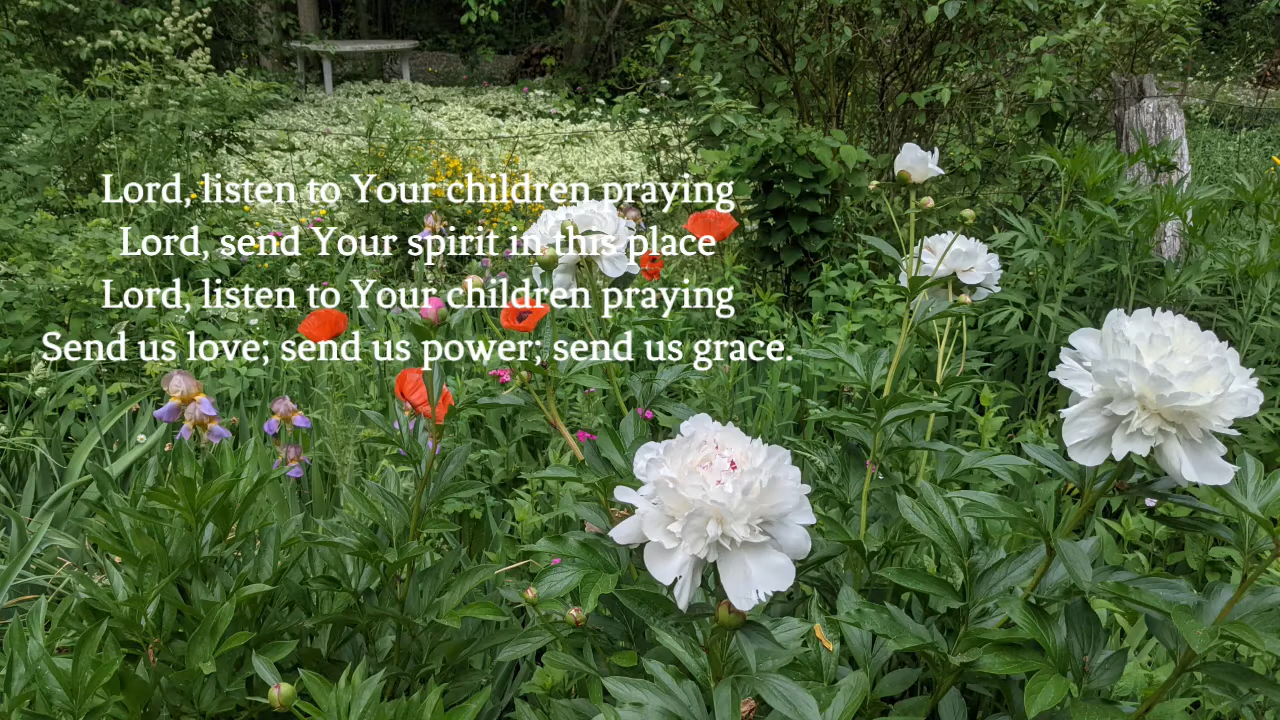 Lord, listen to Your children praying
Lord, send Your spirit in this place
Lord, listen to Your children praying
Send us love; send us power; send us grace.